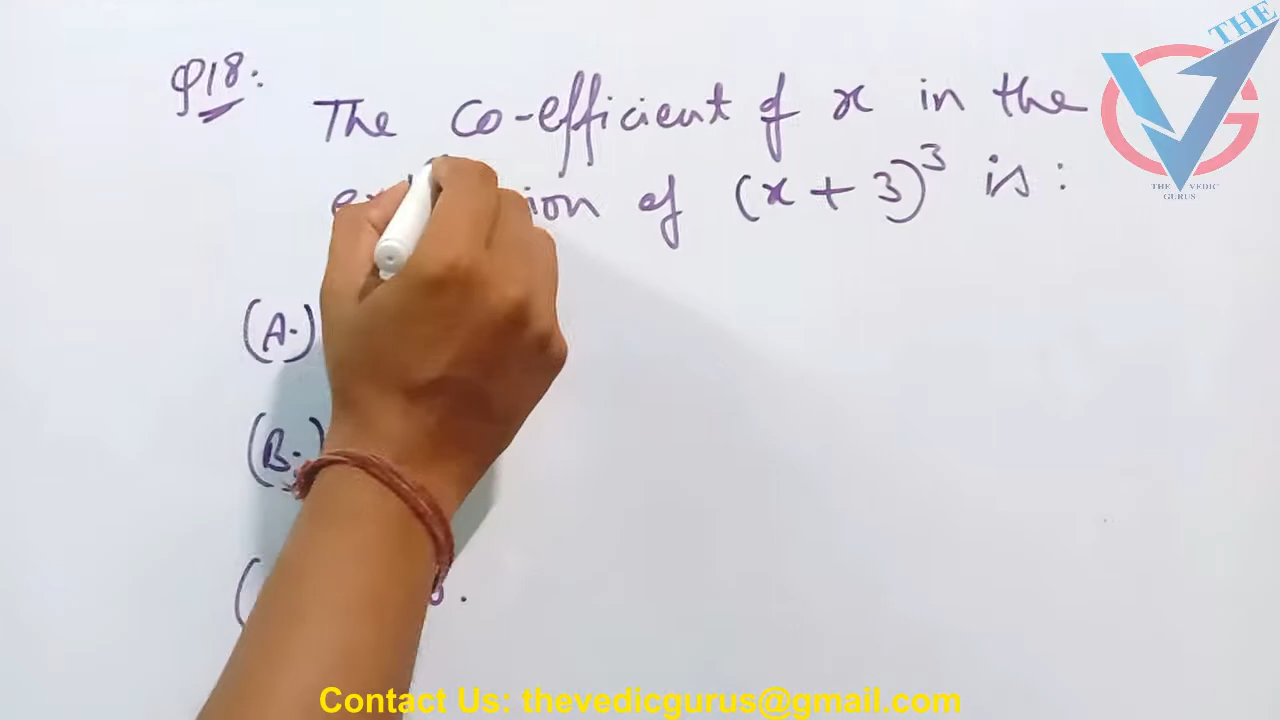 Q18:
The Co-efficient of x in the
of (x + 3)³ is:
(A.)
(B.)
THE
THE VEDIC
GURUS
Contact Us: thevedicgurus@gmail.com